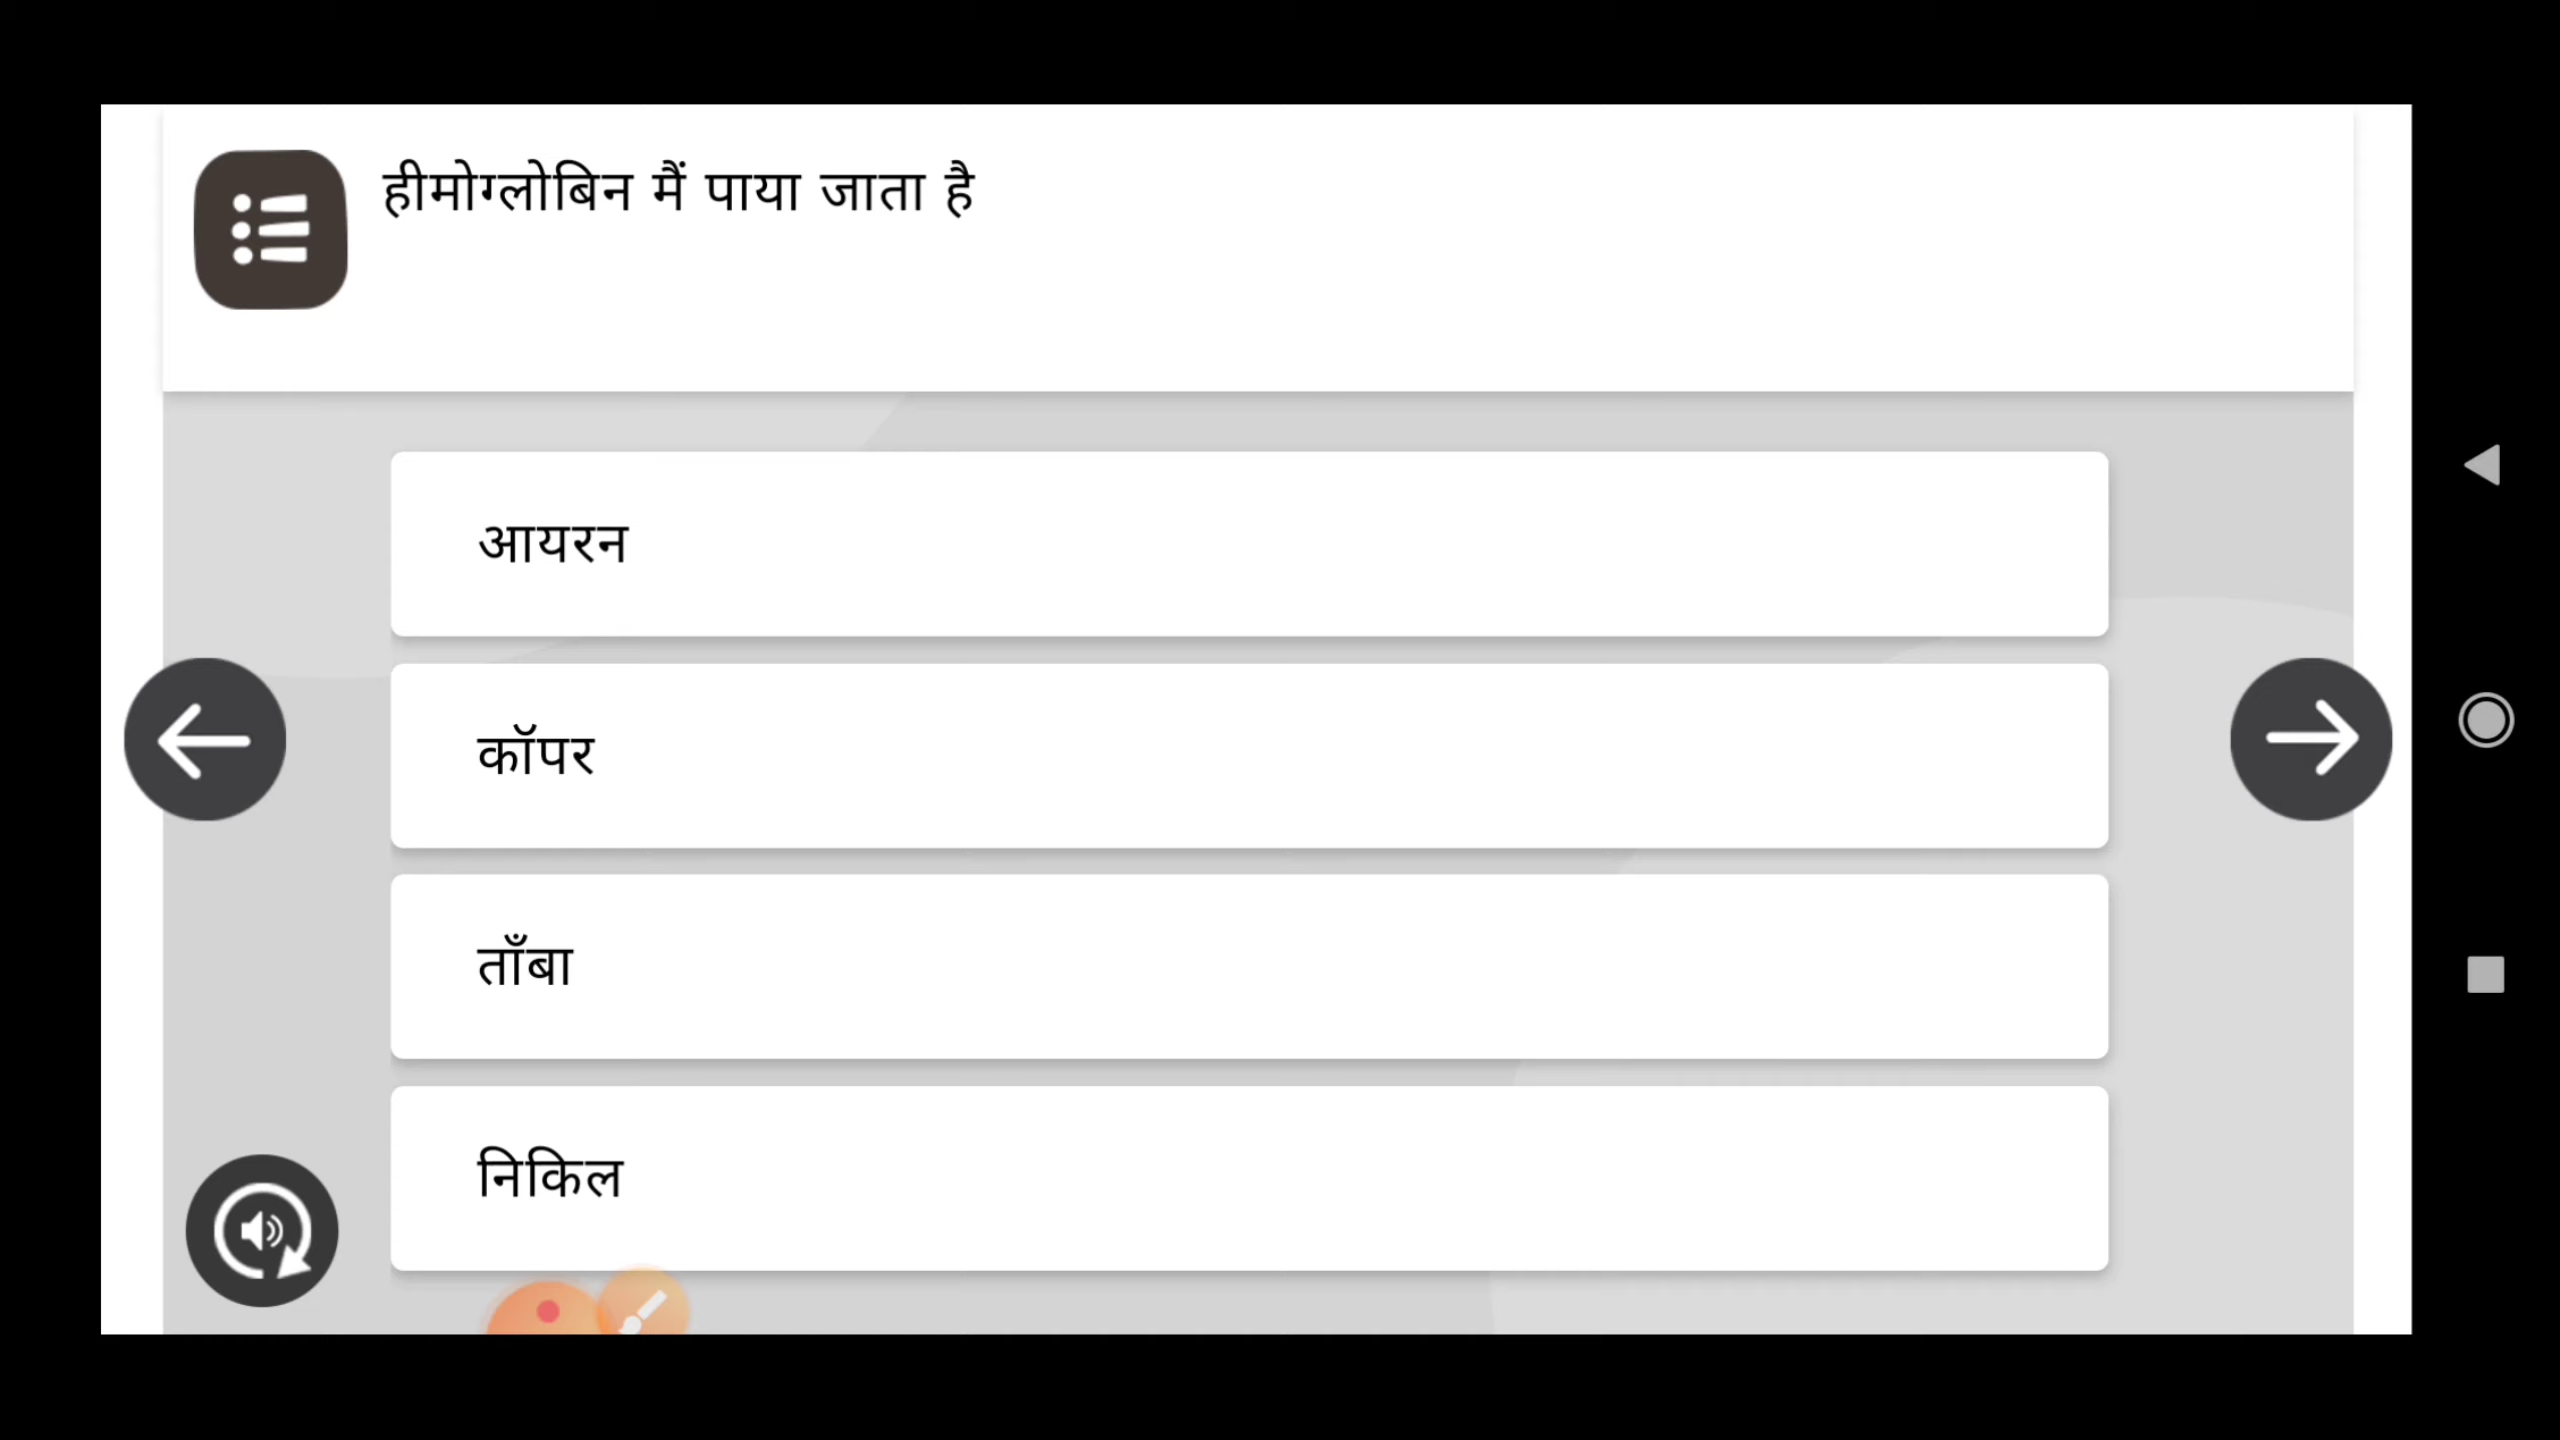 हीमोग्लोबिन मैं पाया जाता है
आयरन
कॉपर
ताँबा
निकिल